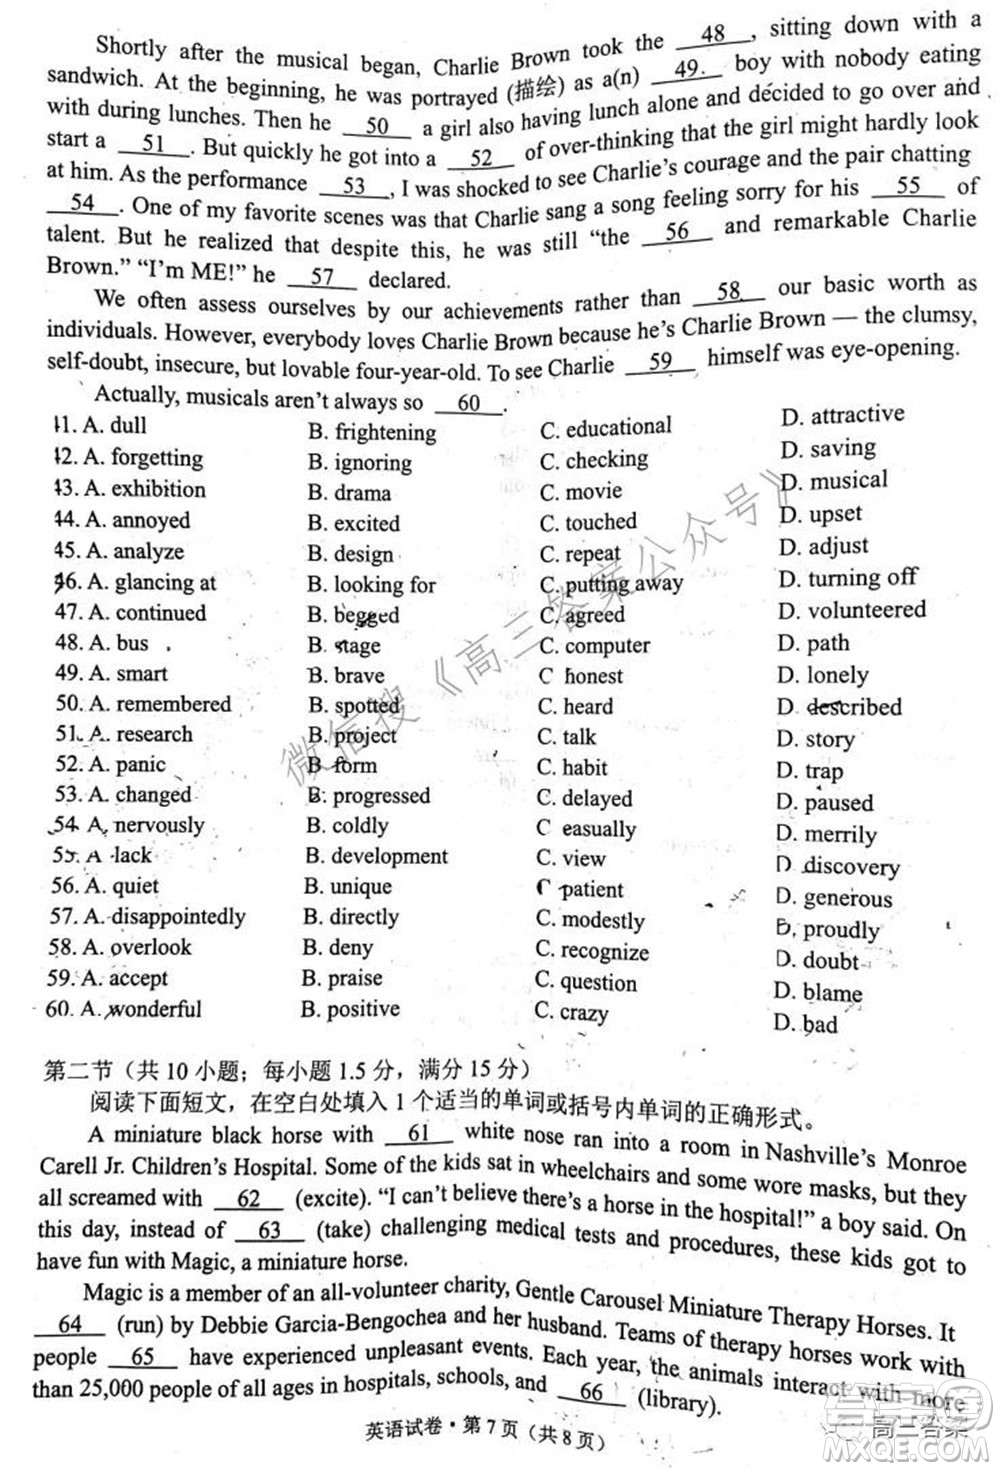 Shortly after the musical began, Charlie Brown took the 48 , sitting down with a
sandwich. At the beginning, he was portrayed (描绘) as a(n) 49. boy with nobody eating
with during lunches. Then he 50 a girl also having lunch alone and decided to go over and
start a 51 . But quickly he got into a 52 of over-thinking that the girl might hardly look
at him. As the performance 53 , I was shocked to see Charlie's courage and the pair chatting
54 . One of my favorite scenes was that Charlie sang a song feeling sorry for his 55 of
talent. But he realized that despite this, he was still "the 56 and remarkable Charlie
Brown." "I'm ME!" he 57 declared.
We often assess ourselves by our achievements rather than 58 our basic worth as
individuals. However, everybody loves Charlie Brown because he's Charlie Brown — the clumsy,
self-doubt, insecure, but lovable four-year-old. To see Charlie 59 himself was eye-opening.
Actually, musicals aren't always so 60 .
41. A. dull B. frightening C. educational D. attractive
42. A. forgetting B. ignoring C. checking D. saving
43. A. exhibition B. drama C. movie D. musical
44. A. annoyed B. excited C. touched D. upset
45. A. analyze B. design C. repeat D. adjust
46. A. glancing at B. looking for C. putting away D. turning off
47. A. continued B. begged C. agreed D. volunteered
48. A. bus B. stage C. computer D. path
49. A. smart B. brave C honest D. lonely
50. A. remembered B. spotted C. heard D described
51. A. research B. project C. talk D. story
52. A. panic B form C. habit D. trap
53. A. changed B. progressed C. delayed D. paused
54. A. nervously B. coldly C easually D. merrily
55. A lack B. development C. view D discovery
56. A. quiet B. unique C patient D. generous
57. A. disappointedly B. directly C. modestly D. proudly
58. A. overlook B. deny C. recognize D. doubt
59. A. accept B. praise C. question D. blame
60. A. wonderful B. positive C. crazy D. bad
第二节（共 10 小题；每小题 1.5 分，满分 15 分）
阅读下面短文，在空白处填入 1 个适当的单词或括号内单词的正确形式。
A miniature black horse with 61 white nose ran into a room in Nashville's Monroe
Carell Jr. Children's Hospital. Some of the kids sat in wheelchairs and some wore masks, but they
all screamed with 62 (excite). "I can't believe there's a horse in the hospital!" a boy said. On
this day, instead of 63 (take) challenging medical tests and procedures, these kids got to
have fun with Magic, a miniature horse.
Magic is a member of an all-volunteer charity, Gentle Carousel Miniature Therapy Horses. It
64 (run) by Debbie Garcia-Bengochea and her husband. Teams of therapy horses work with
people 65 have experienced unpleasant events. Each year, the animals interact with more
than 25,000 people of all ages in hospitals, schools, and 66 (library).
英语试卷·第 7 页（共 8 页）
微信搜《高三答案公众号》
高三答案